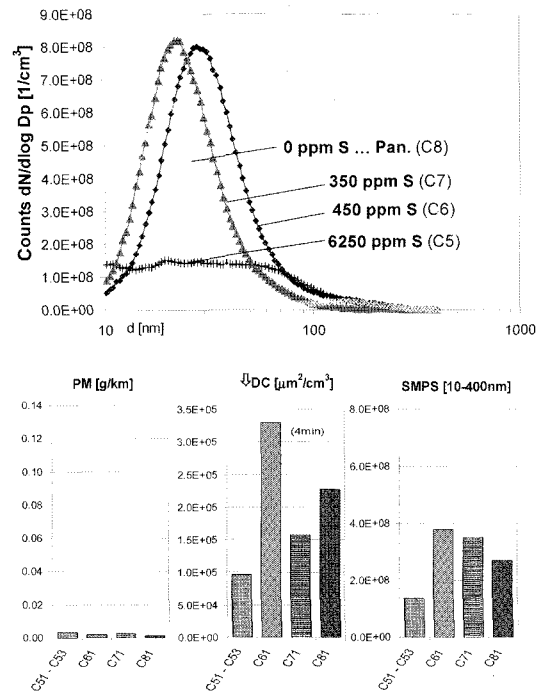 Counts dN/dlog Dp [1/cm³]
9.0E+08
8.0E+08
7.0E+08
6.0E+08
5.0E+08
4.0E+08
3.0E+08
2.0E+08
1.0E+08
0.0E+00
0 ppm S ... Pan. (C8)
350 ppm S (C7)
450 ppm S (C6)
6250 ppm S (C5)
10 d [nm] 100 1000
PM [g/km]
0.14
0.12
0.10
0.08
0.06
0.04
0.02
0.00
C51 - C53
C61
C71
C81
⇩DC [µm²/cm³]
3.5E+05
3.0E+05
2.5E+05
2.0E+05
1.5E+05
1.0E+05
5.0E+04
0.0E+00
(4min)
C51 - C53
C61
C71
C81
SMPS [10-400nm]
8.0E+08
6.0E+08
4.0E+08
2.0E+08
0.0E+00
C51 - C53
C61
C71
C81